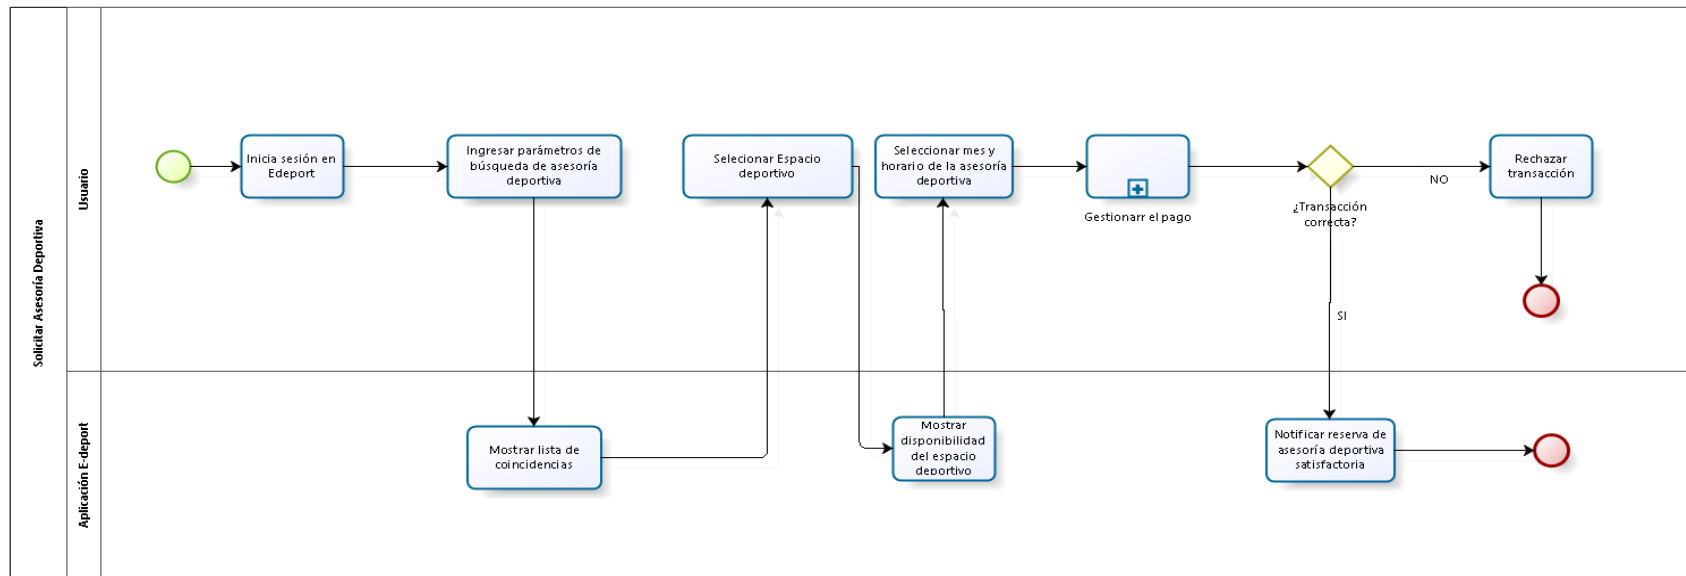 Solicitar Asesoría Deportiva
Usuario
Inicia sesión en
Edeport
Ingresar parámetros de
búsqueda de asesoría
deportiva
Selecionar Espacio
deportivo
Seleccionar mes y
horario de la asesoría
deportiva
Gestionarr el pago
¿Transacción
correcta?
NO
Rechazar
transacción
SI
Aplicación E-deport
Mostrar lista de
coincidencias
Mostrar
disponibilidad
del espacio
deportivo
Notificar reserva de
asesoría deportiva
satisfactoria